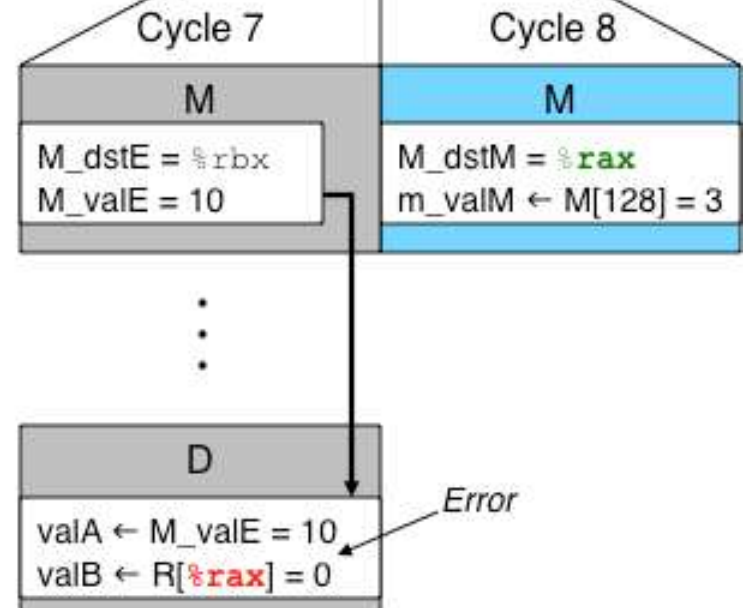 Cycle 7
Cycle 8
M
M
M_dstE = %rbx
M_valE = 10
M_dstM = %rax
m_valM ← M[128] = 3
D
Error
valA ← M_valE = 10
valB ← R[%rax] = 0